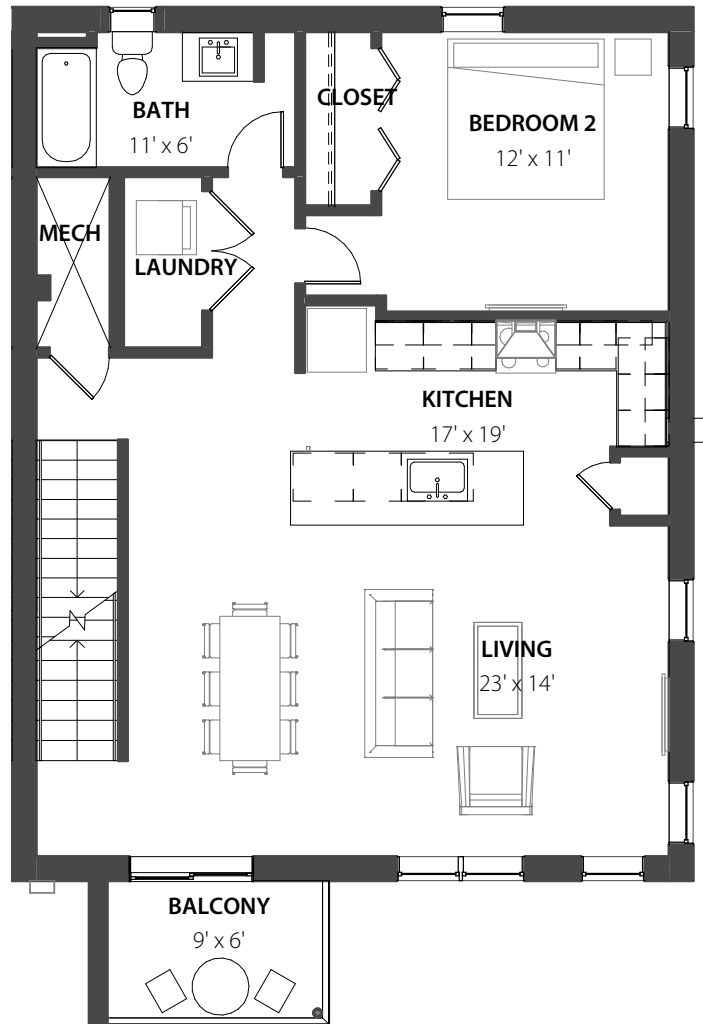 BATH
11' x 6'
CLOSET
BEDROOM 2
12' x 11'
MECH
LAUNDRY
KITCHEN
17' x 19'
LIVING
23' x 14'
BALCONY
9' x 6'